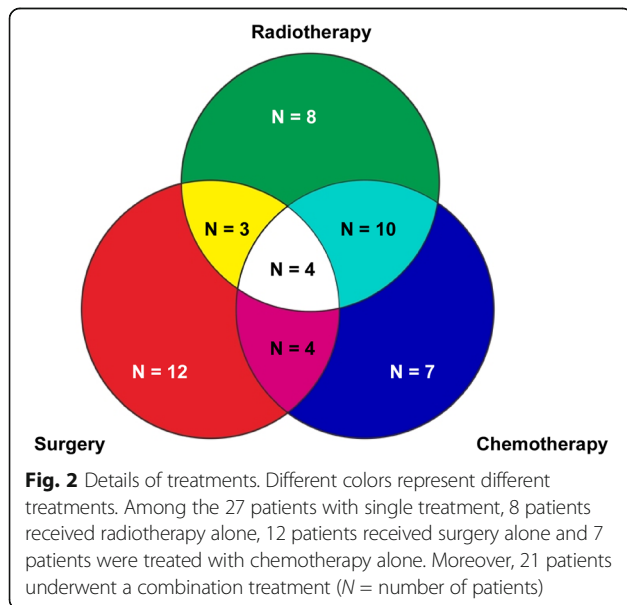 Radiotherapy
N = 8
N = 3
N = 10
N = 4
N = 4
N = 12
N = 7
Surgery
Chemotherapy
Fig. 2 Details of treatments. Different colors represent different
treatments. Among the 27 patients with single treatment, 8 patients
received radiotherapy alone, 12 patients received surgery alone and 7
patients were treated with chemotherapy alone. Moreover, 21 patients
underwent a combination treatment (N = number of patients)